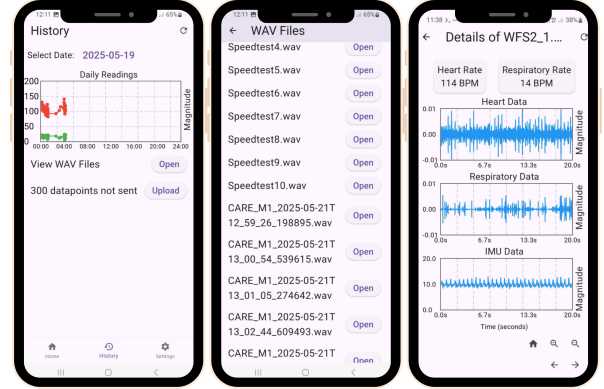 12:11
65%
History
Select Date: 2025-05-19
Daily Readings
200
150
100
50
0
Magnitude
00:00 04:00 08:00 12:00 16:00 20:00 24:00
View WAV Files Open
300 datapoints not sent Upload
Home History Settings
12:11
65%
← WAV Files
Speedtest4.wav Open
Speedtest5.wav Open
Speedtest6.wav Open
Speedtest7.wav Open
Speedtest8.wav Open
Speedtest9.wav Open
Speedtest10.wav Open
CARE_M1_2025-05-21T
12_59_26_198895.wav Open
CARE_M1_2025-05-21T
13_00_54_539615.wav Open
CARE_M1_2025-05-21T
13_01_05_274642.wav Open
CARE_M1_2025-05-21T
13_02_44_609493.wav Open
CARE_M1_2025-05-21T
Open
11:38
38%
← Details of WFS2_1....
Heart Rate
114 BPM
Respiratory Rate
14 BPM
Heart Data
0.01
0.00
-0.01
Magnitude
0.0s 6.7s 13.3s 20.0s
Respiratory Data
0.01
0.00
-0.01
Magnitude
0.0s 6.7s 13.3s 20.0s
IMU Data
20.0
10.0
0.0
Magnitude
0.0s 6.7s 13.3s 20.0s
Time (seconds)